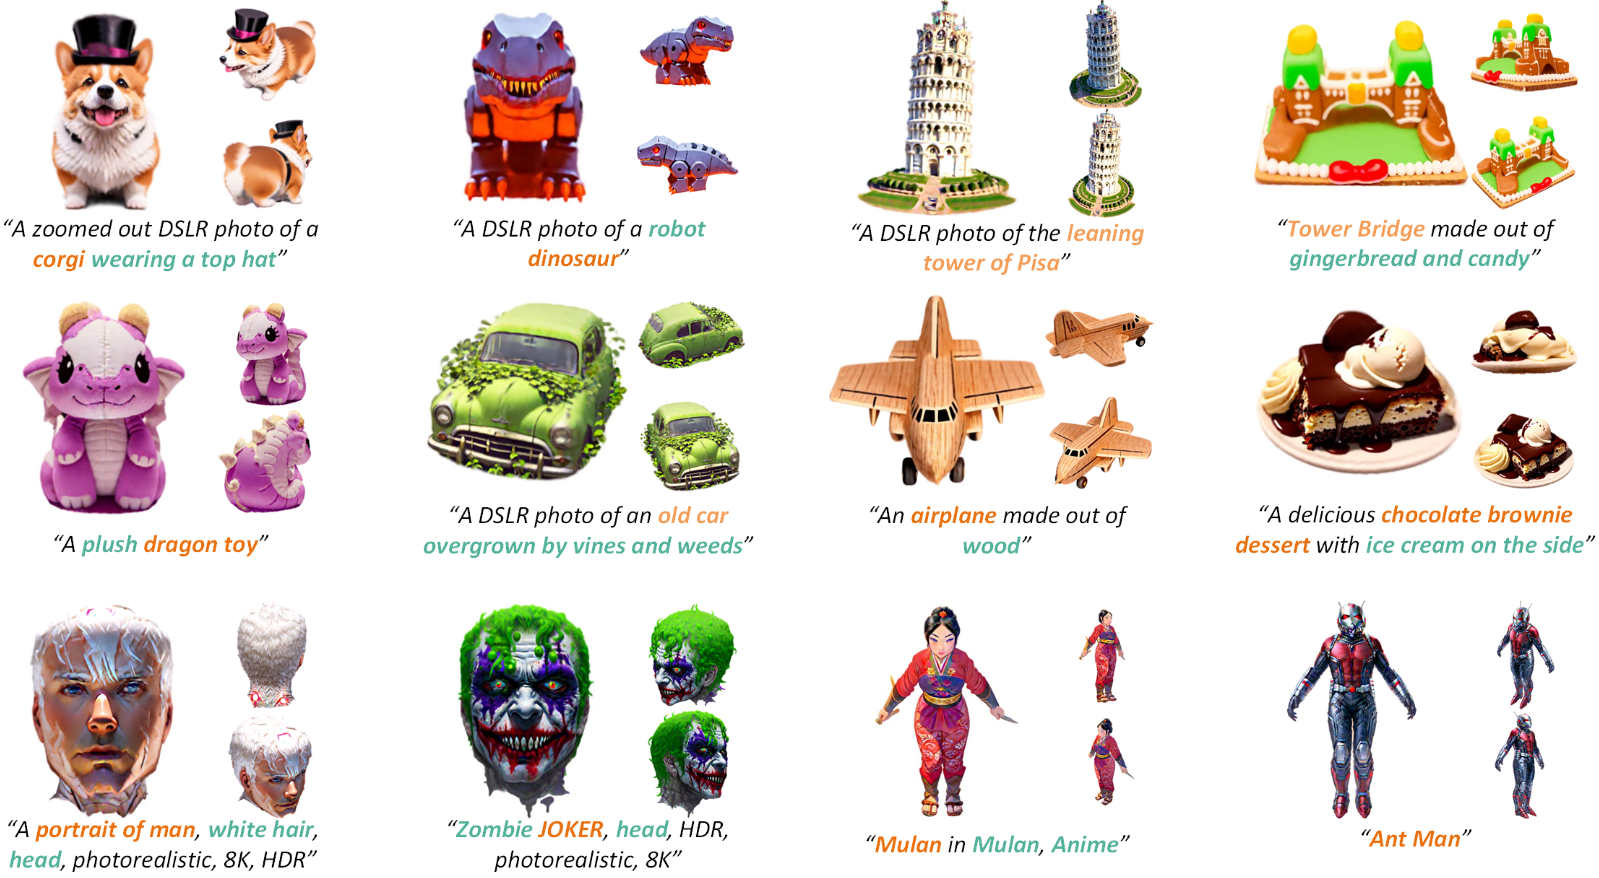 “A zoomed out DSLR photo of a
corgi wearing a top hat”
“A DSLR photo of a robot
dinosaur”
“A DSLR photo of the leaning
tower of Pisa”
“Tower Bridge made out of
gingerbread and candy”
“A plush dragon toy”
“A DSLR photo of an old car
overgrown by vines and weeds”
“An airplane made out of
wood”
“A delicious chocolate brownie
dessert with ice cream on the side”
“A portrait of man, white hair,
head, photorealistic, 8K, HDR”
“Zombie JOKER, head, HDR,
photorealistic, 8K”
“Mulan in Mulan, Anime”
“Ant Man”